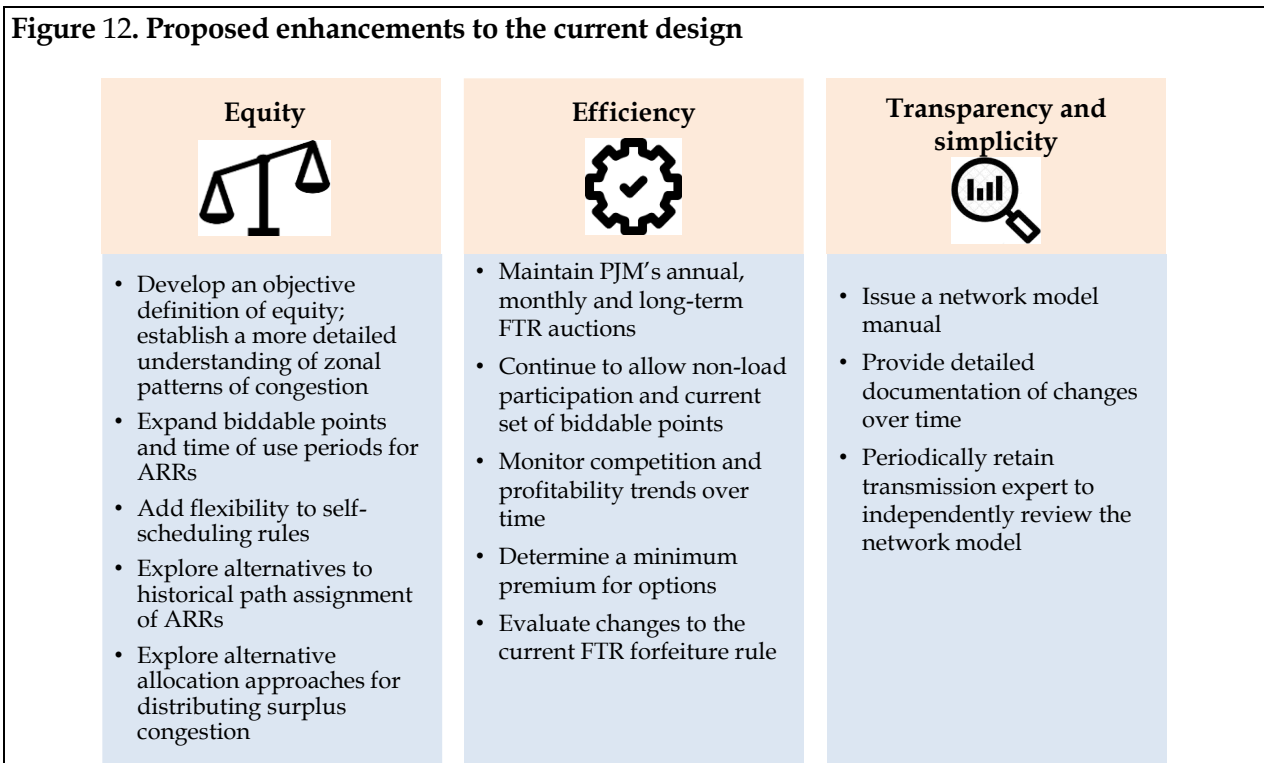 Figure 12. Proposed enhancements to the current design
Equity
• Develop an objective
definition of equity;
establish a more detailed
understanding of zonal
patterns of congestion
• Expand biddable points
and time of use periods for
ARRs
• Add flexibility to self-
scheduling rules
• Explore alternatives to
historical path assignment
of ARRs
• Explore alternative
allocation approaches for
distributing surplus
congestion
Efficiency
• Maintain PJM's annual,
monthly and long-term
FTR auctions
• Continue to allow non-load
participation and current
set of biddable points
• Monitor competition and
profitability trends over
time
• Determine a minimum
premium for options
• Evaluate changes to the
current FTR forfeiture rule
Transparency and
simplicity
• Issue a network model
manual
• Provide detailed
documentation of changes
over time
• Periodically retain
transmission expert to
independently review the
network model